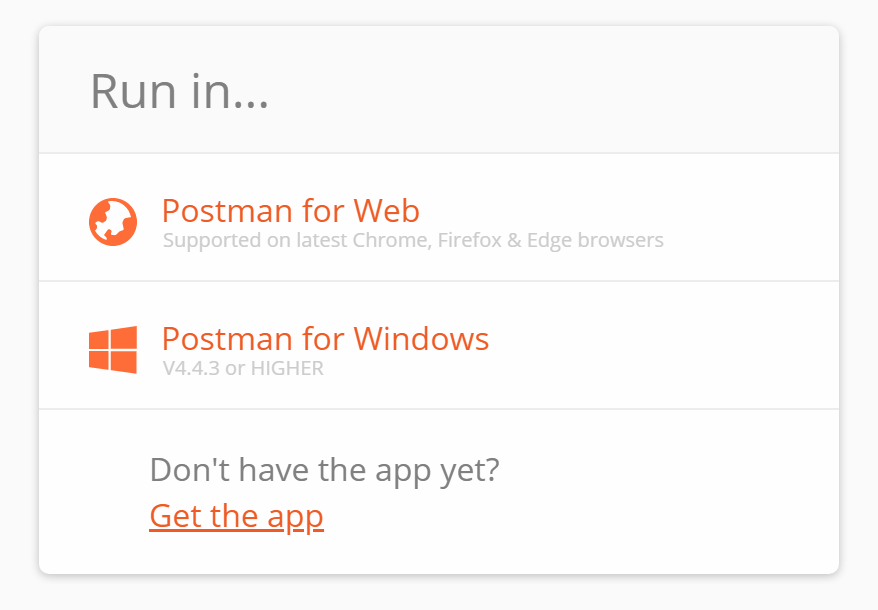 Run in...
Postman for Web
Supported on latest Chrome, Firefox & Edge browsers
Postman for Windows
V4.4.3 or HIGHER
Don't have the app yet?
Get the app